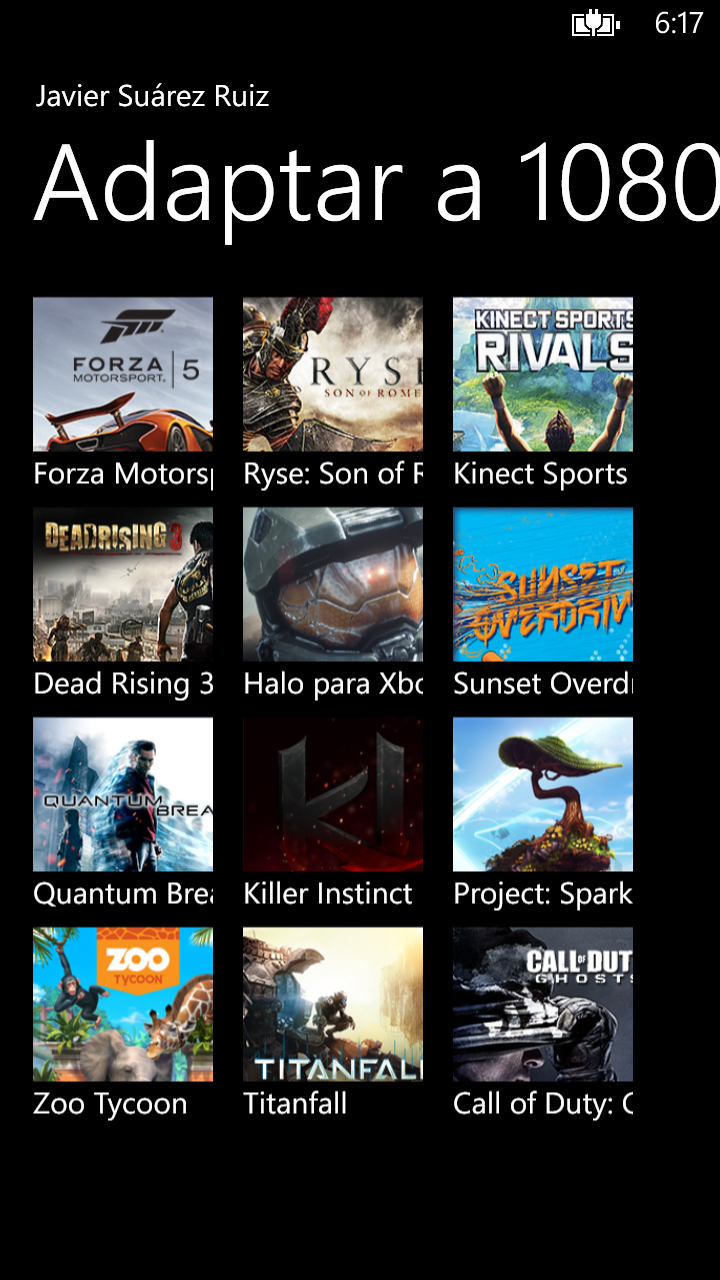 6:17
Javier Suárez Ruiz
Adaptar a 1080
FORZA
MOTORSPORT. 5
RYSE
SON OF ROME
KINECT SPORTS
RIVALS
Forza Motorsp
Ryse: Son of R
Kinect Sports
DEADRISING 3
SUNSET
OVERDRIV
Dead Rising 3
Halo para Xbo
Sunset Overdr
QUANTUM
BREA
KI
Quantum Brea
Killer Instinct
Project: Spark
ZOO
TYCOON
TITANFALL
CALL OF DUT
GHOSTS
Zoo Tycoon
Titanfall
Call of Duty: G